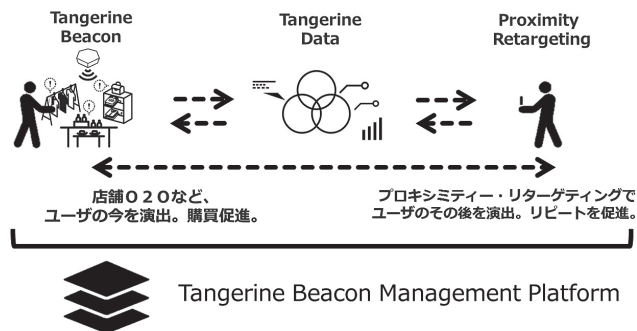 Tangerine
Beacon
Tangerine
Data
Proximity
Retargeting
店舗O2Oなど、
ユーザの今を演出。購買促進。
プロキシミティー・リターゲティングで
ユーザのその後を演出。リピートを促進。
Tangerine Beacon Management Platform